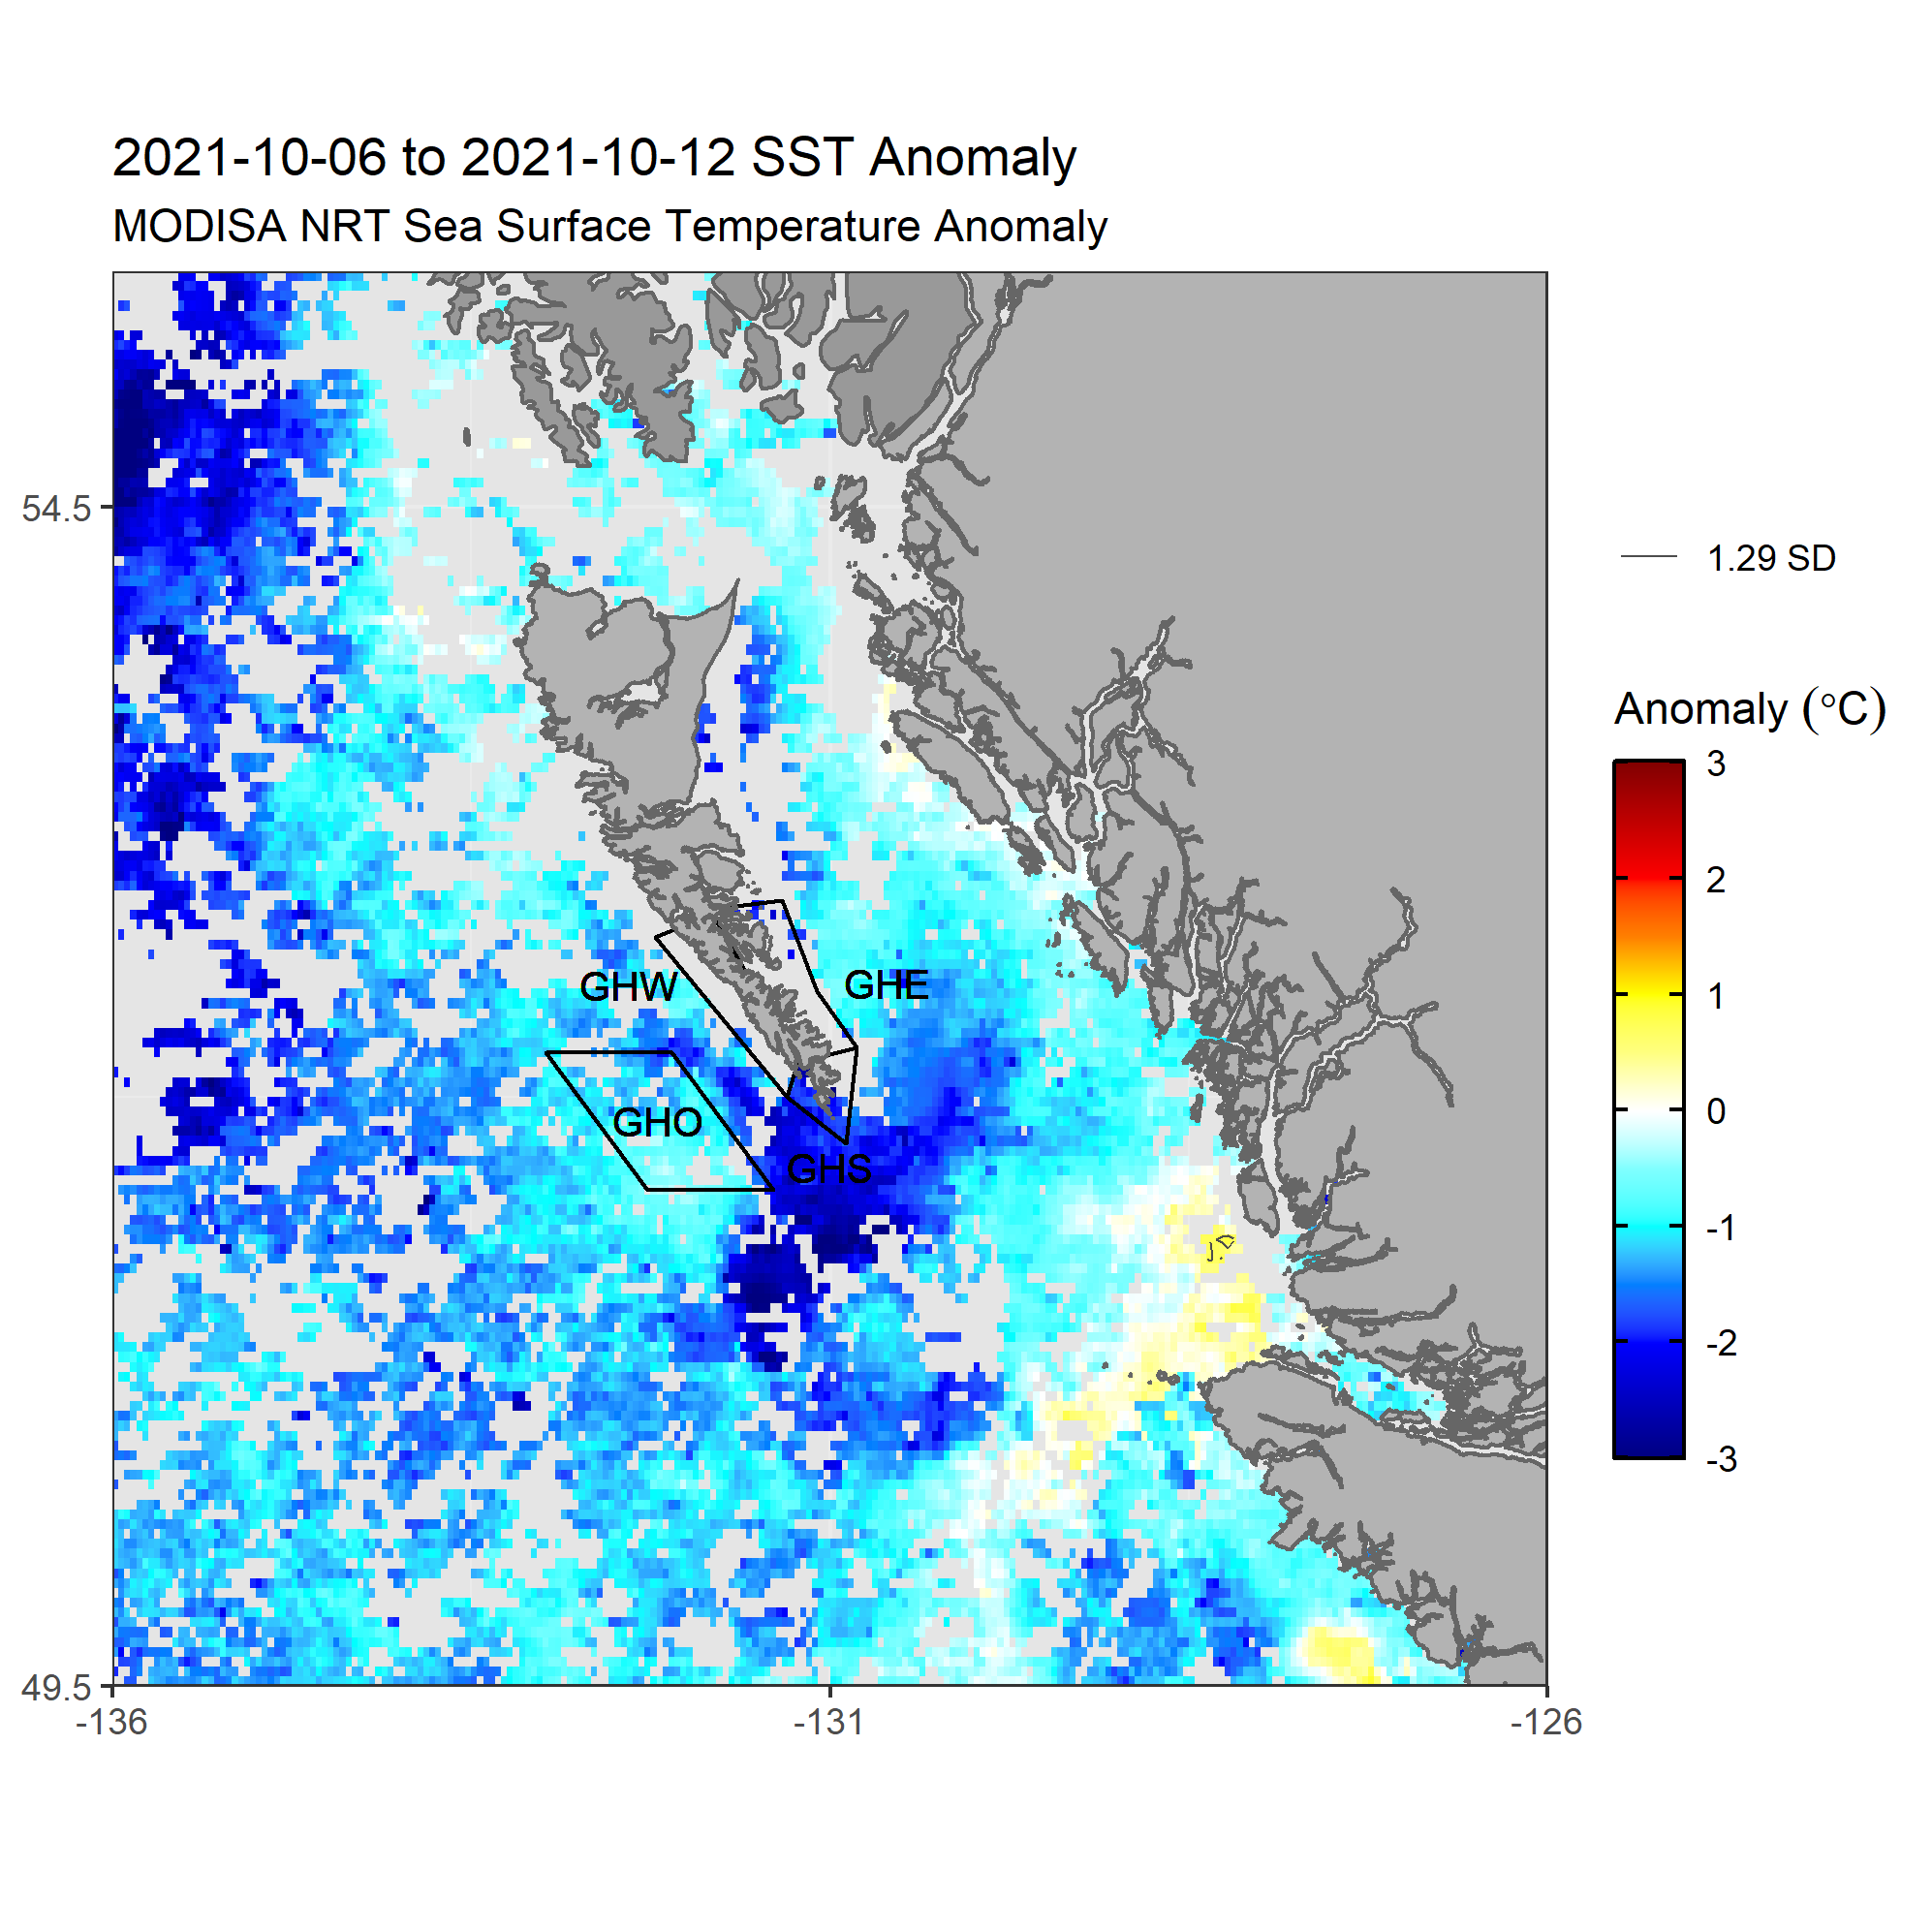 2021-10-06 to 2021-10-12 SST Anomaly
MODISA NRT Sea Surface Temperature Anomaly
54.5
49.5
-136
-131
-126
GHW
GHE
GHO
GHS
1.29 SD
Anomaly (°C)
3
2
1
0
-1
-2
-3